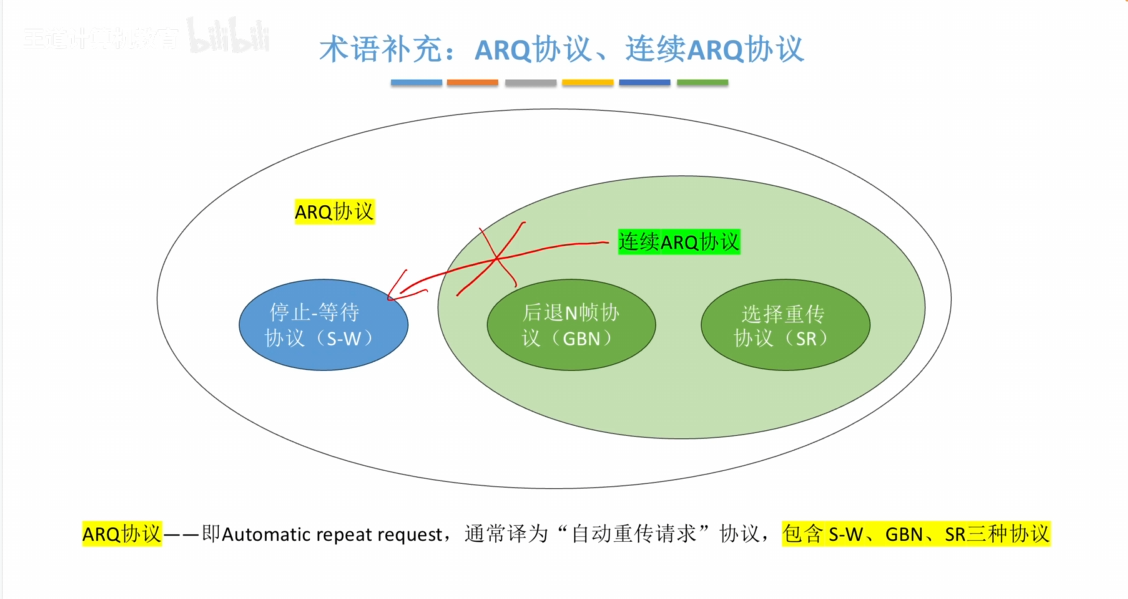 王道计算机教育 bilibili
术语补充：ARQ协议、连续ARQ协议
ARQ协议
连续ARQ协议
停止-等待
协议（S-W）
后退N帧协
议（GBN）
选择重传
协议（SR）
ARQ协议——即Automatic repeat request，通常译为“自动重传请求”协议，包含 S-W、GBN、SR三种协议